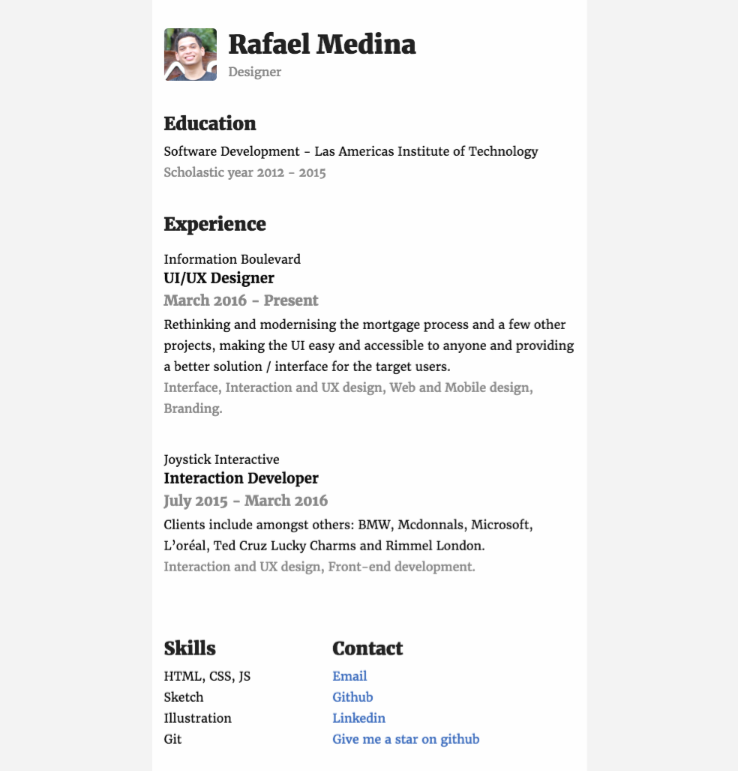 Rafael Medina
Designer
Education
Software Development - Las Americas Institute of Technology
Scholastic year 2012 - 2015
Experience
Information Boulevard
UI/UX Designer
March 2016 - Present
Rethinking and modernising the mortgage process and a few other
projects, making the UI easy and accessible to anyone and providing
a better solution / interface for the target users.
Interface, Interaction and UX design, Web and Mobile design,
Branding.
Joystick Interactive
Interaction Developer
July 2015 - March 2016
Clients include amongst others: BMW, Mcdonnals, Microsoft,
L'oréal, Ted Cruz Lucky Charms and Rimmel London.
Interaction and UX design, Front-end development.
Skills
HTML, CSS, JS
Sketch
Illustration
Git
Contact
Email
Github
Linkedin
Give me a star on github